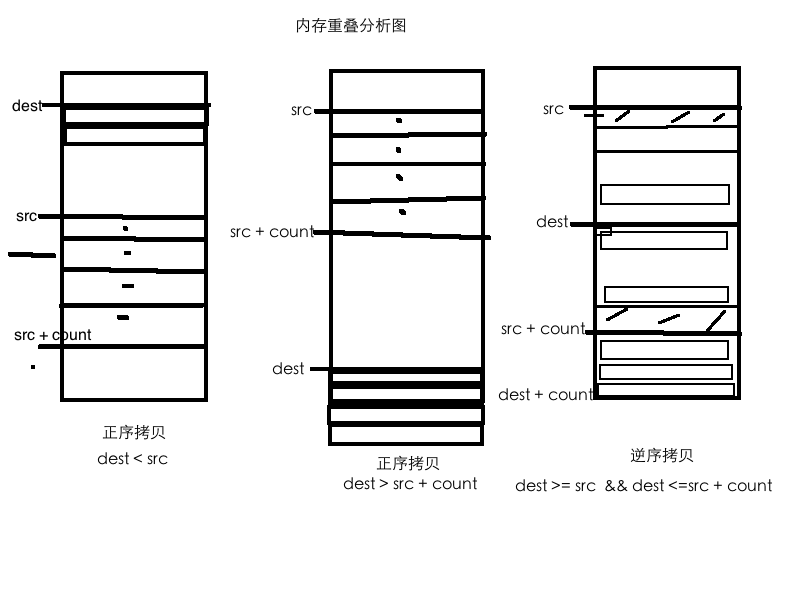 内存重叠分析图
dest
src
src + count
正序拷贝
dest < src
src
src + count
dest
正序拷贝
dest > src + count
src
dest
src + count
dest + count
逆序拷贝
dest >= src && dest <=src + count